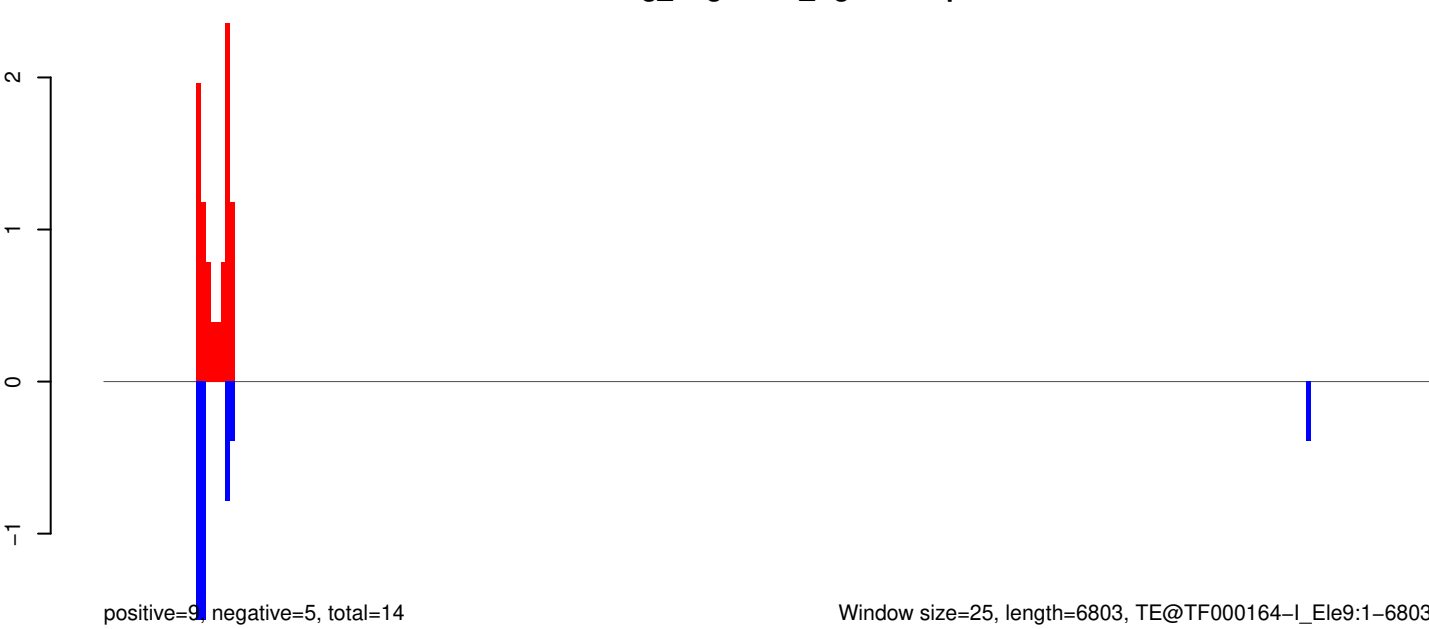 2
1
0
−1
positive=9, negative=5, total=14
Window size=25, length=6803, TE@TF000164−I_Ele9:1−6803